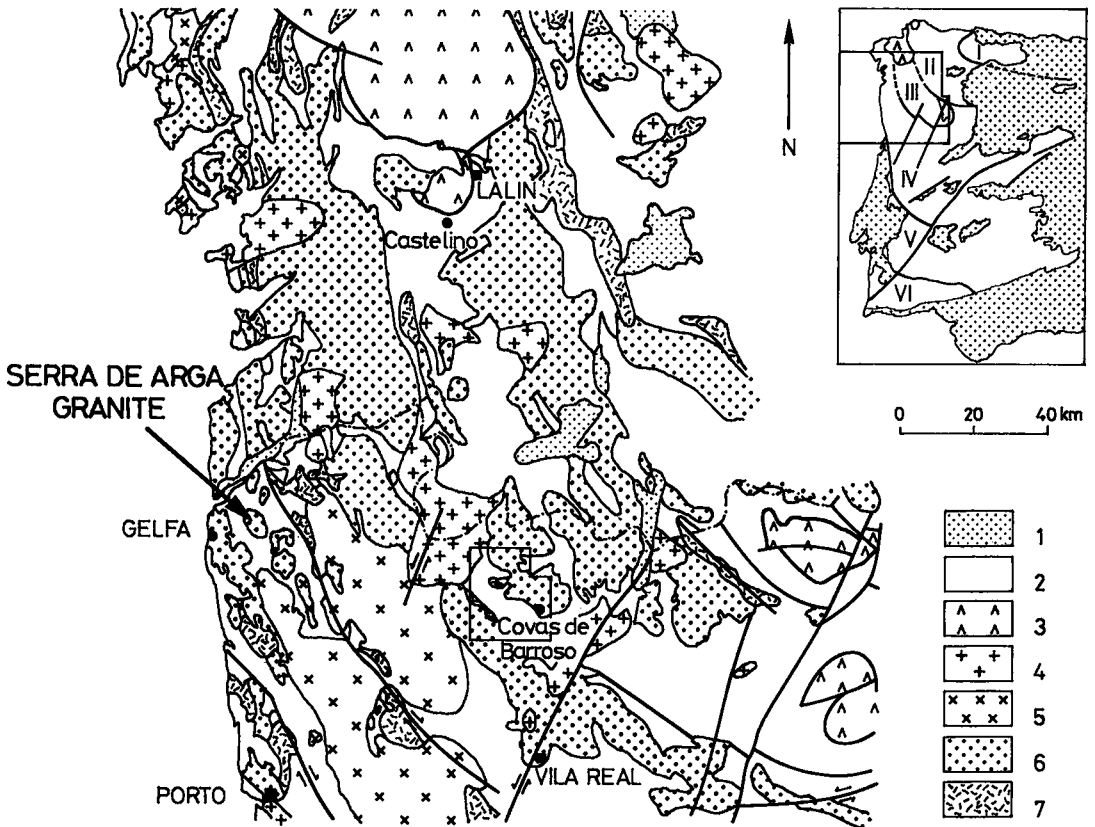 LALIN
Castelino
SERRA DE ARGA
GRANITE
GELFA
Covas de
Barroso
VILA REAL
PORTO
N
I
II
III
IV
V
VI
0 20 40 km
1
2
3
4
5
6
7